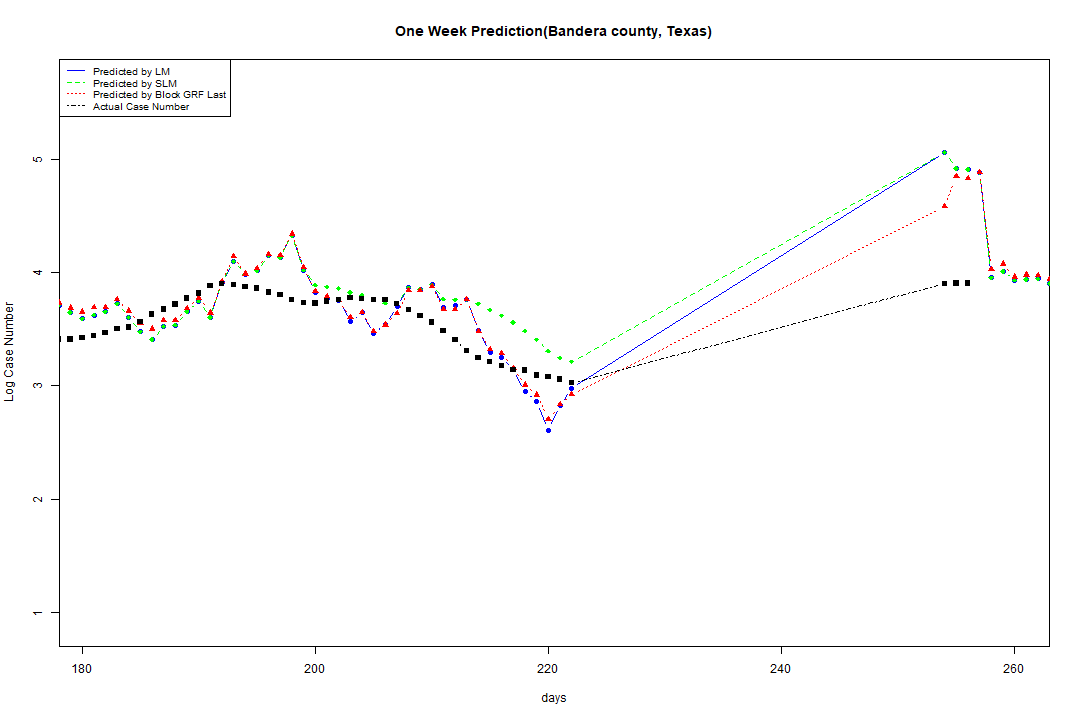 One Week Prediction(Bandera county, Texas)
Predicted by LM
Predicted by SLM
Predicted by Block GRF Last
Actual Case Number
5
4
3
2
1
Log Case Number
180 200 220 240 260
days